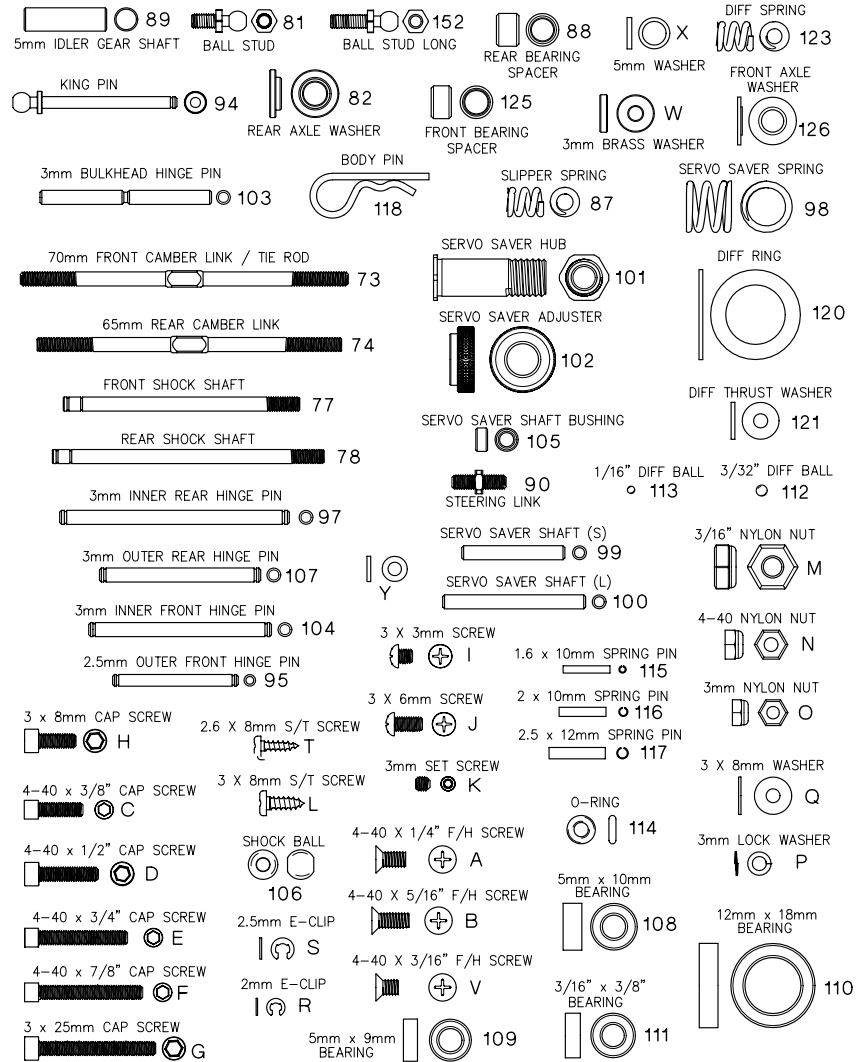 89
5mm IDLER GEAR SHAFT
81
BALL STUD
152
BALL STUD LONG
88
REAR BEARING
SPACER
X
5mm WASHER
DIFF SPRING
123
KING PIN
94
82
REAR AXLE WASHER
125
FRONT BEARING
SPACER
W
3mm BRASS WASHER
FRONT AXLE
WASHER
126
3mm BULKHEAD HINGE PIN
103
BODY PIN
118
SLIPPER SPRING
87
SERVO SAVER SPRING
98
70mm FRONT CAMBER LINK / TIE ROD
73
SERVO SAVER HUB
101
DIFF RING
120
65mm REAR CAMBER LINK
74
SERVO SAVER ADJUSTER
102
FRONT SHOCK SHAFT
77
DIFF THRUST WASHER
121
REAR SHOCK SHAFT
78
SERVO SAVER SHAFT BUSHING
105
90
STEERING LINK
1/16" DIFF BALL
113
3/32" DIFF BALL
112
3mm INNER REAR HINGE PIN
97
SERVO SAVER SHAFT (S)
99
3/16" NYLON NUT
M
3mm OUTER REAR HINGE PIN
107
Y
SERVO SAVER SHAFT (L)
100
3mm INNER FRONT HINGE PIN
104
3 X 3mm SCREW
I
4-40 NYLON NUT
N
2.5mm OUTER FRONT HINGE PIN
95
1.6 x 10mm SPRING PIN
115
3 x 8mm CAP SCREW
H
2.6 X 8mm S/T SCREW
T
3 X 6mm SCREW
J
2 x 10mm SPRING PIN
116
3mm NYLON NUT
O
2.5 x 12mm SPRING PIN
117
4-40 x 3/8" CAP SCREW
C
3 X 8mm S/T SCREW
L
3mm SET SCREW
K
3 X 8mm WASHER
Q
O-RING
114
4-40 x 1/2" CAP SCREW
D
SHOCK BALL
106
4-40 X 1/4" F/H SCREW
A
3mm LOCK WASHER
P
4-40 x 3/4" CAP SCREW
E
2.5mm E-CLIP
S
4-40 X 5/16" F/H SCREW
B
5mm x 10mm
BEARING
108
12mm x 18mm
BEARING
110
4-40 x 7/8" CAP SCREW
F
2mm E-CLIP
R
4-40 X 3/16" F/H SCREW
V
3/16" x 3/8"
BEARING
111
3 x 25mm CAP SCREW
G
5mm x 9mm
BEARING
109